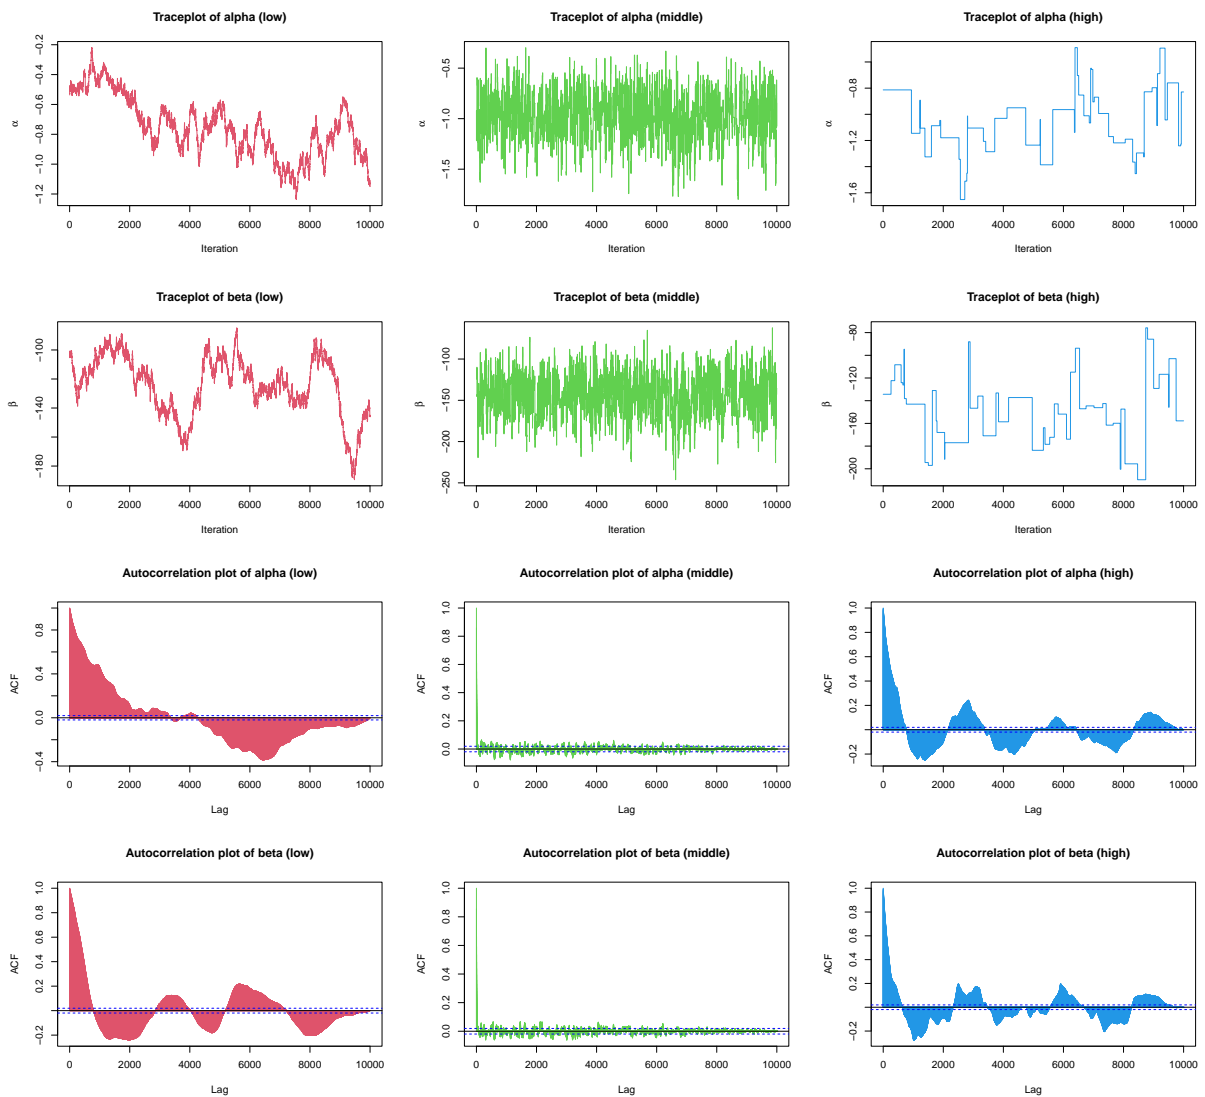 Traceplot of alpha (low)
α
−0.2
−0.4
−0.6
−0.8
−1.0
−1.2
0 2000 4000 6000 8000 10000
Iteration
Traceplot of alpha (middle)
α
−0.5
−1.0
−1.5
0 2000 4000 6000 8000 10000
Iteration
Traceplot of alpha (high)
α
−0.8
−1.2
−1.6
0 2000 4000 6000 8000 10000
Iteration
Traceplot of beta (low)
β
−100
−140
−180
0 2000 4000 6000 8000 10000
Iteration
Traceplot of beta (middle)
β
−100
−150
−200
−250
0 2000 4000 6000 8000 10000
Iteration
Traceplot of beta (high)
β
−80
−120
−160
−200
0 2000 4000 6000 8000 10000
Iteration
Autocorrelation plot of alpha (low)
ACF
0.8
0.4
0.0
−0.4
0 2000 4000 6000 8000 10000
Lag
Autocorrelation plot of alpha (middle)
ACF
1.0
0.8
0.6
0.4
0.2
0.0
0 2000 4000 6000 8000 10000
Lag
Autocorrelation plot of alpha (high)
ACF
1.0
0.8
0.6
0.4
0.2
0.0
−0.2
0 2000 4000 6000 8000 10000
Lag
Autocorrelation plot of beta (low)
ACF
1.0
0.8
0.6
0.4
0.2
−0.2
0 2000 4000 6000 8000 10000
Lag
Autocorrelation plot of beta (middle)
ACF
1.0
0.8
0.6
0.4
0.2
0.0
0 2000 4000 6000 8000 10000
Lag
Autocorrelation plot of beta (high)
ACF
1.0
0.8
0.6
0.4
0.2
0.0
−0.2
0 2000 4000 6000 8000 10000
Lag